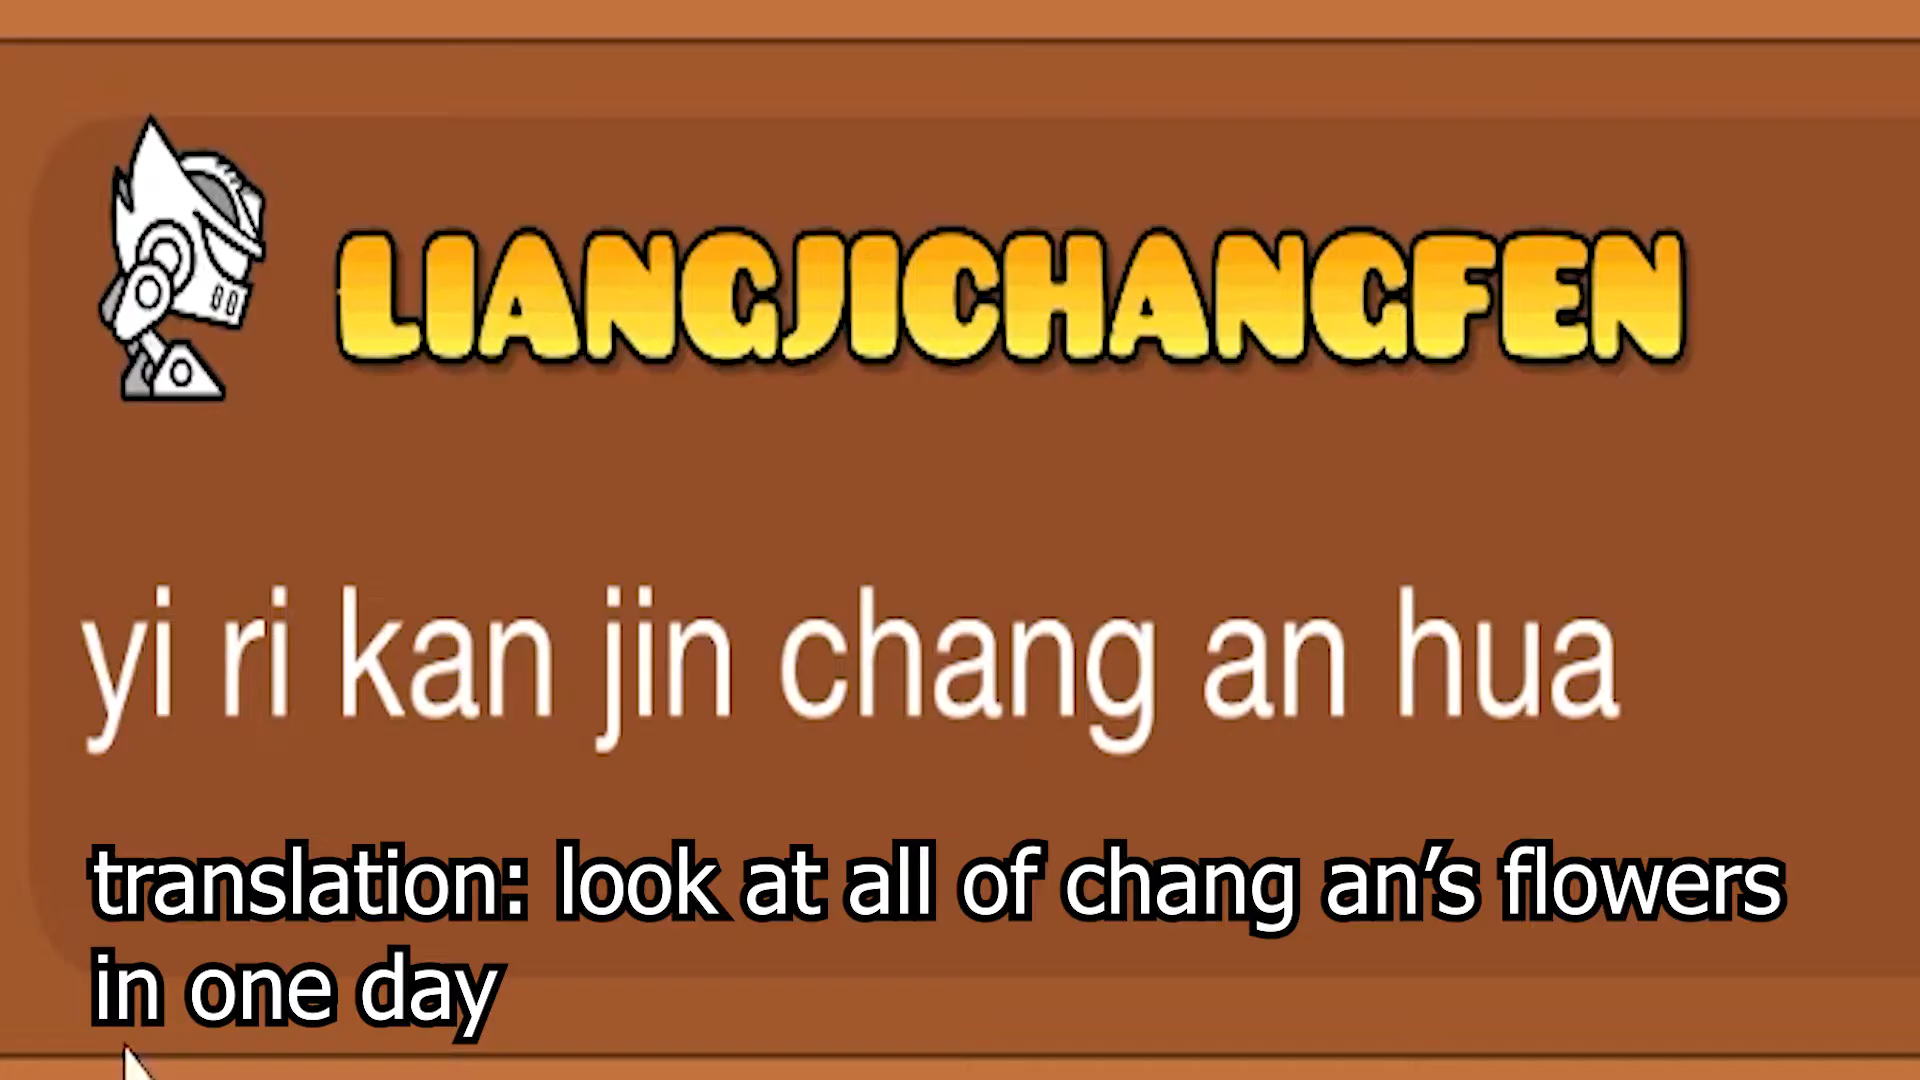 LIANGJICHANGFEN
yi ri kan jin chang an hua
translation: look at all of chang an’s flowers
in one day